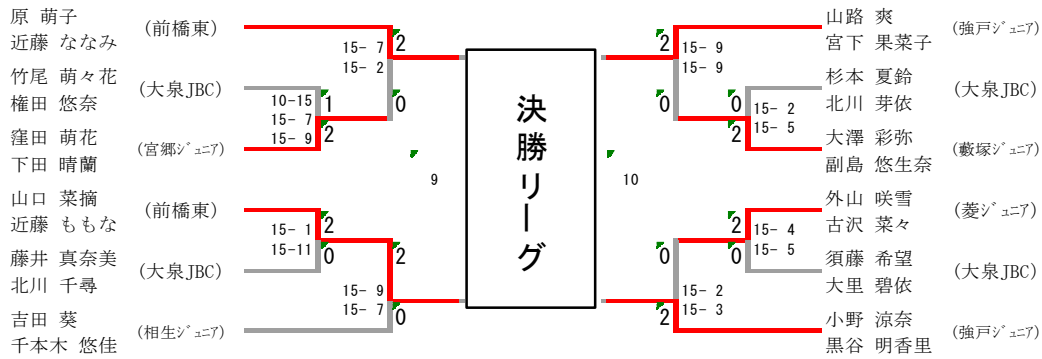 原 萌子
近藤 ななみ
(前橋東)
竹尾 萌々花
権田 悠奈
(大泉JBC)
窪田 萌花
下田 晴蘭
(宮郷ジュニア)
山口 菜摘
近藤 ももな
(前橋東)
藤井 真奈美
北川 千尋
(大泉JBC)
吉田 葵
千本木 悠佳
(相生ジュニア)
15- 7
15- 2
2
0
10-15
15- 7
15- 9
1
2
15- 1
15-11
2
0
15- 9
15- 7
2
0
9
決勝リーグ
10
2
0
15- 9
15- 9
0
2
15- 2
15- 5
2
0
15- 4
15- 5
0
2
15- 2
15- 3
山路 爽
宮下 果菜子
(強戸ジュニア)
杉本 夏鈴
北川 芽依
(大泉JBC)
大澤 彩弥
副島 悠生奈
(藪塚ジュニア)
外山 咲雪
古沢 菜々
(菱ジュニア)
須藤 希望
大里 碧依
(大泉JBC)
小野 涼奈
黒谷 明香里
(強戸ジュニア)